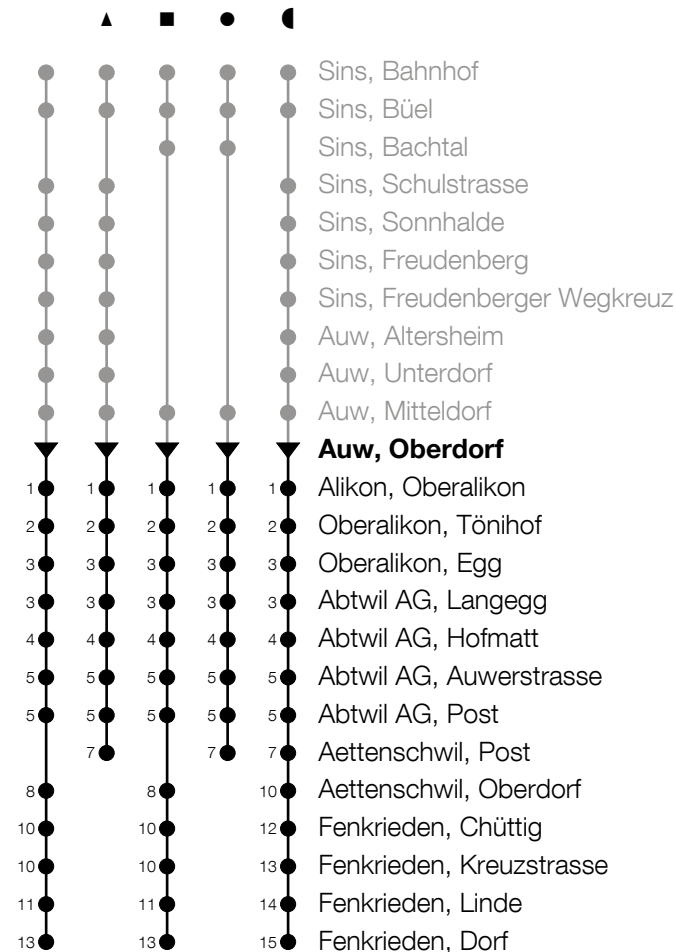 Sins, Bahnhof
Sins, Büel
Sins, Bachtal
Sins, Schulstrasse
Sins, Sonnhalde
Sins, Freudenberg
Sins, Freudenberger Wegkreuz
Auw, Altersheim
Auw, Unterdorf
Auw, Mitteldorf
Auw, Oberdorf
1 1 1 1 1 Alikon, Oberalikon
2 2 2 2 2 Oberalikon, Tönihof
3 3 3 3 3 Oberalikon, Egg
3 3 3 3 3 Abtwil AG, Langegg
4 4 4 4 4 Abtwil AG, Hofmatt
5 5 5 5 5 Abtwil AG, Auwerstrasse
5 5 5 5 5 Abtwil AG, Post
7 7 7 Aettenschwil, Post
8 8 10 Aettenschwil, Oberdorf
10 10 12 Fenkrieden, Chüttig
10 10 13 Fenkrieden, Kreuzstrasse
11 11 14 Fenkrieden, Linde
13 13 15 Fenkrieden, Dorf